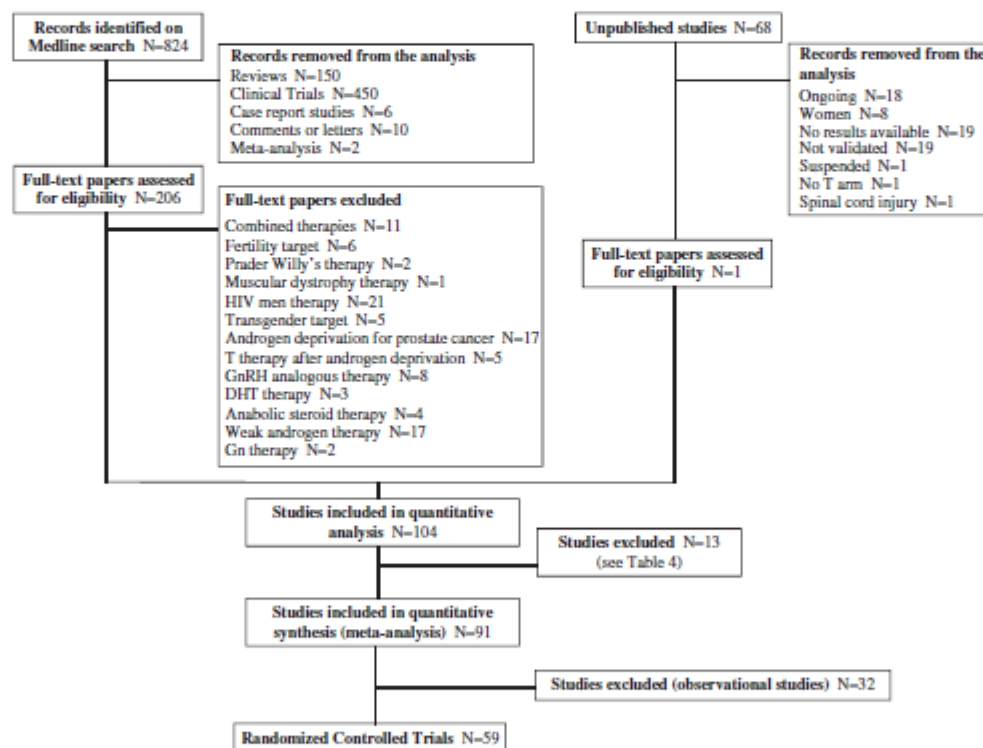 Records identified on
Medline search N=824
Records removed from the analysis
Reviews N=150
Clinical Trials N=450
Case report studies N=6
Comments or letters N=10
Meta-analysis N=2
Full-text papers assessed
for eligibility N=206
Full-text papers excluded
Combined therapies N=11
Fertility target N=6
Prader Willy's therapy N=2
Muscular dystrophy therapy N=1
HIV men therapy N=21
Transgender target N=5
Androgen deprivation for prostate cancer N=17
T therapy after androgen deprivation N=5
GnRH analogous therapy N=8
DHT therapy N=3
Anabolic steroid therapy N=4
Weak androgen therapy N=17
Gn therapy N=2
Unpublished studies N=68
Records removed from the
analysis
Ongoing N=18
Women N=8
No results available N=19
Not validated N=19
Suspended N=1
No T arm N=1
Spinal cord injury N=1
Full-text papers assessed
for eligibility N=1
Studies included in quantitative
analysis N=104
Studies excluded N=13
(see Table 4)
Studies included in quantitative
synthesis (meta-analysis) N=91
Studies excluded (observational studies) N=32
Randomized Controlled Trials N=59